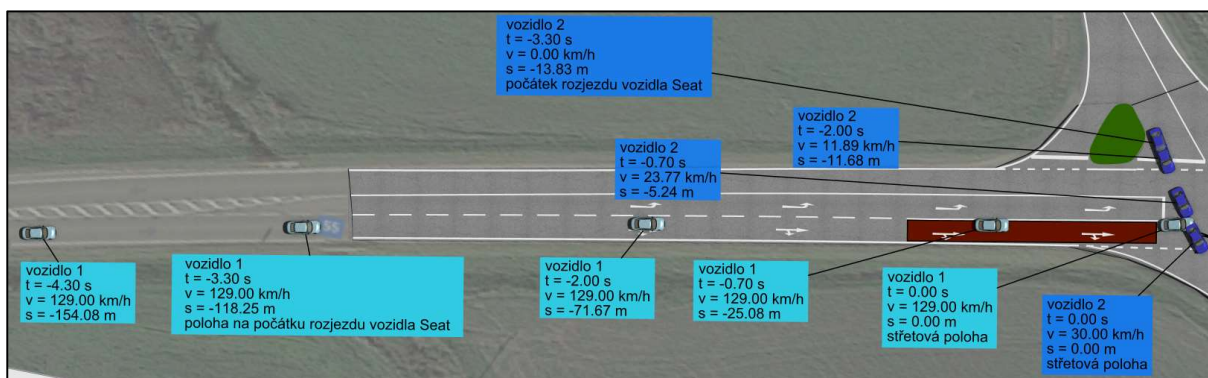 vozidlo 2
t = -3.30 s
v = 0.00 km/h
s = -13.83 m
počátek rozjezdu vozidla Seat
vozidlo 2
t = -2.00 s
v = 11.89 km/h
s = -11.68 m
vozidlo 2
t = -0.70 s
v = 23.77 km/h
s = -5.24 m
vozidlo 1
t = -4.30 s
v = 129.00 km/h
s = -154.08 m
vozidlo 1
t = -3.30 s
v = 129.00 km/h
s = -118.25 m
poloha na počátku rozjezdu vozidla Seat
vozidlo 1
t = -2.00 s
v = 129.00 km/h
s = -71.67 m
vozidlo 1
t = -0.70 s
v = 129.00 km/h
s = -25.08 m
vozidlo 1
t = 0.00 s
v = 129.00 km/h
s = 0.00 m
střetová poloha
vozidlo 2
t = 0.00 s
v = 30.00 km/h
s = 0.00 m
střetová poloha